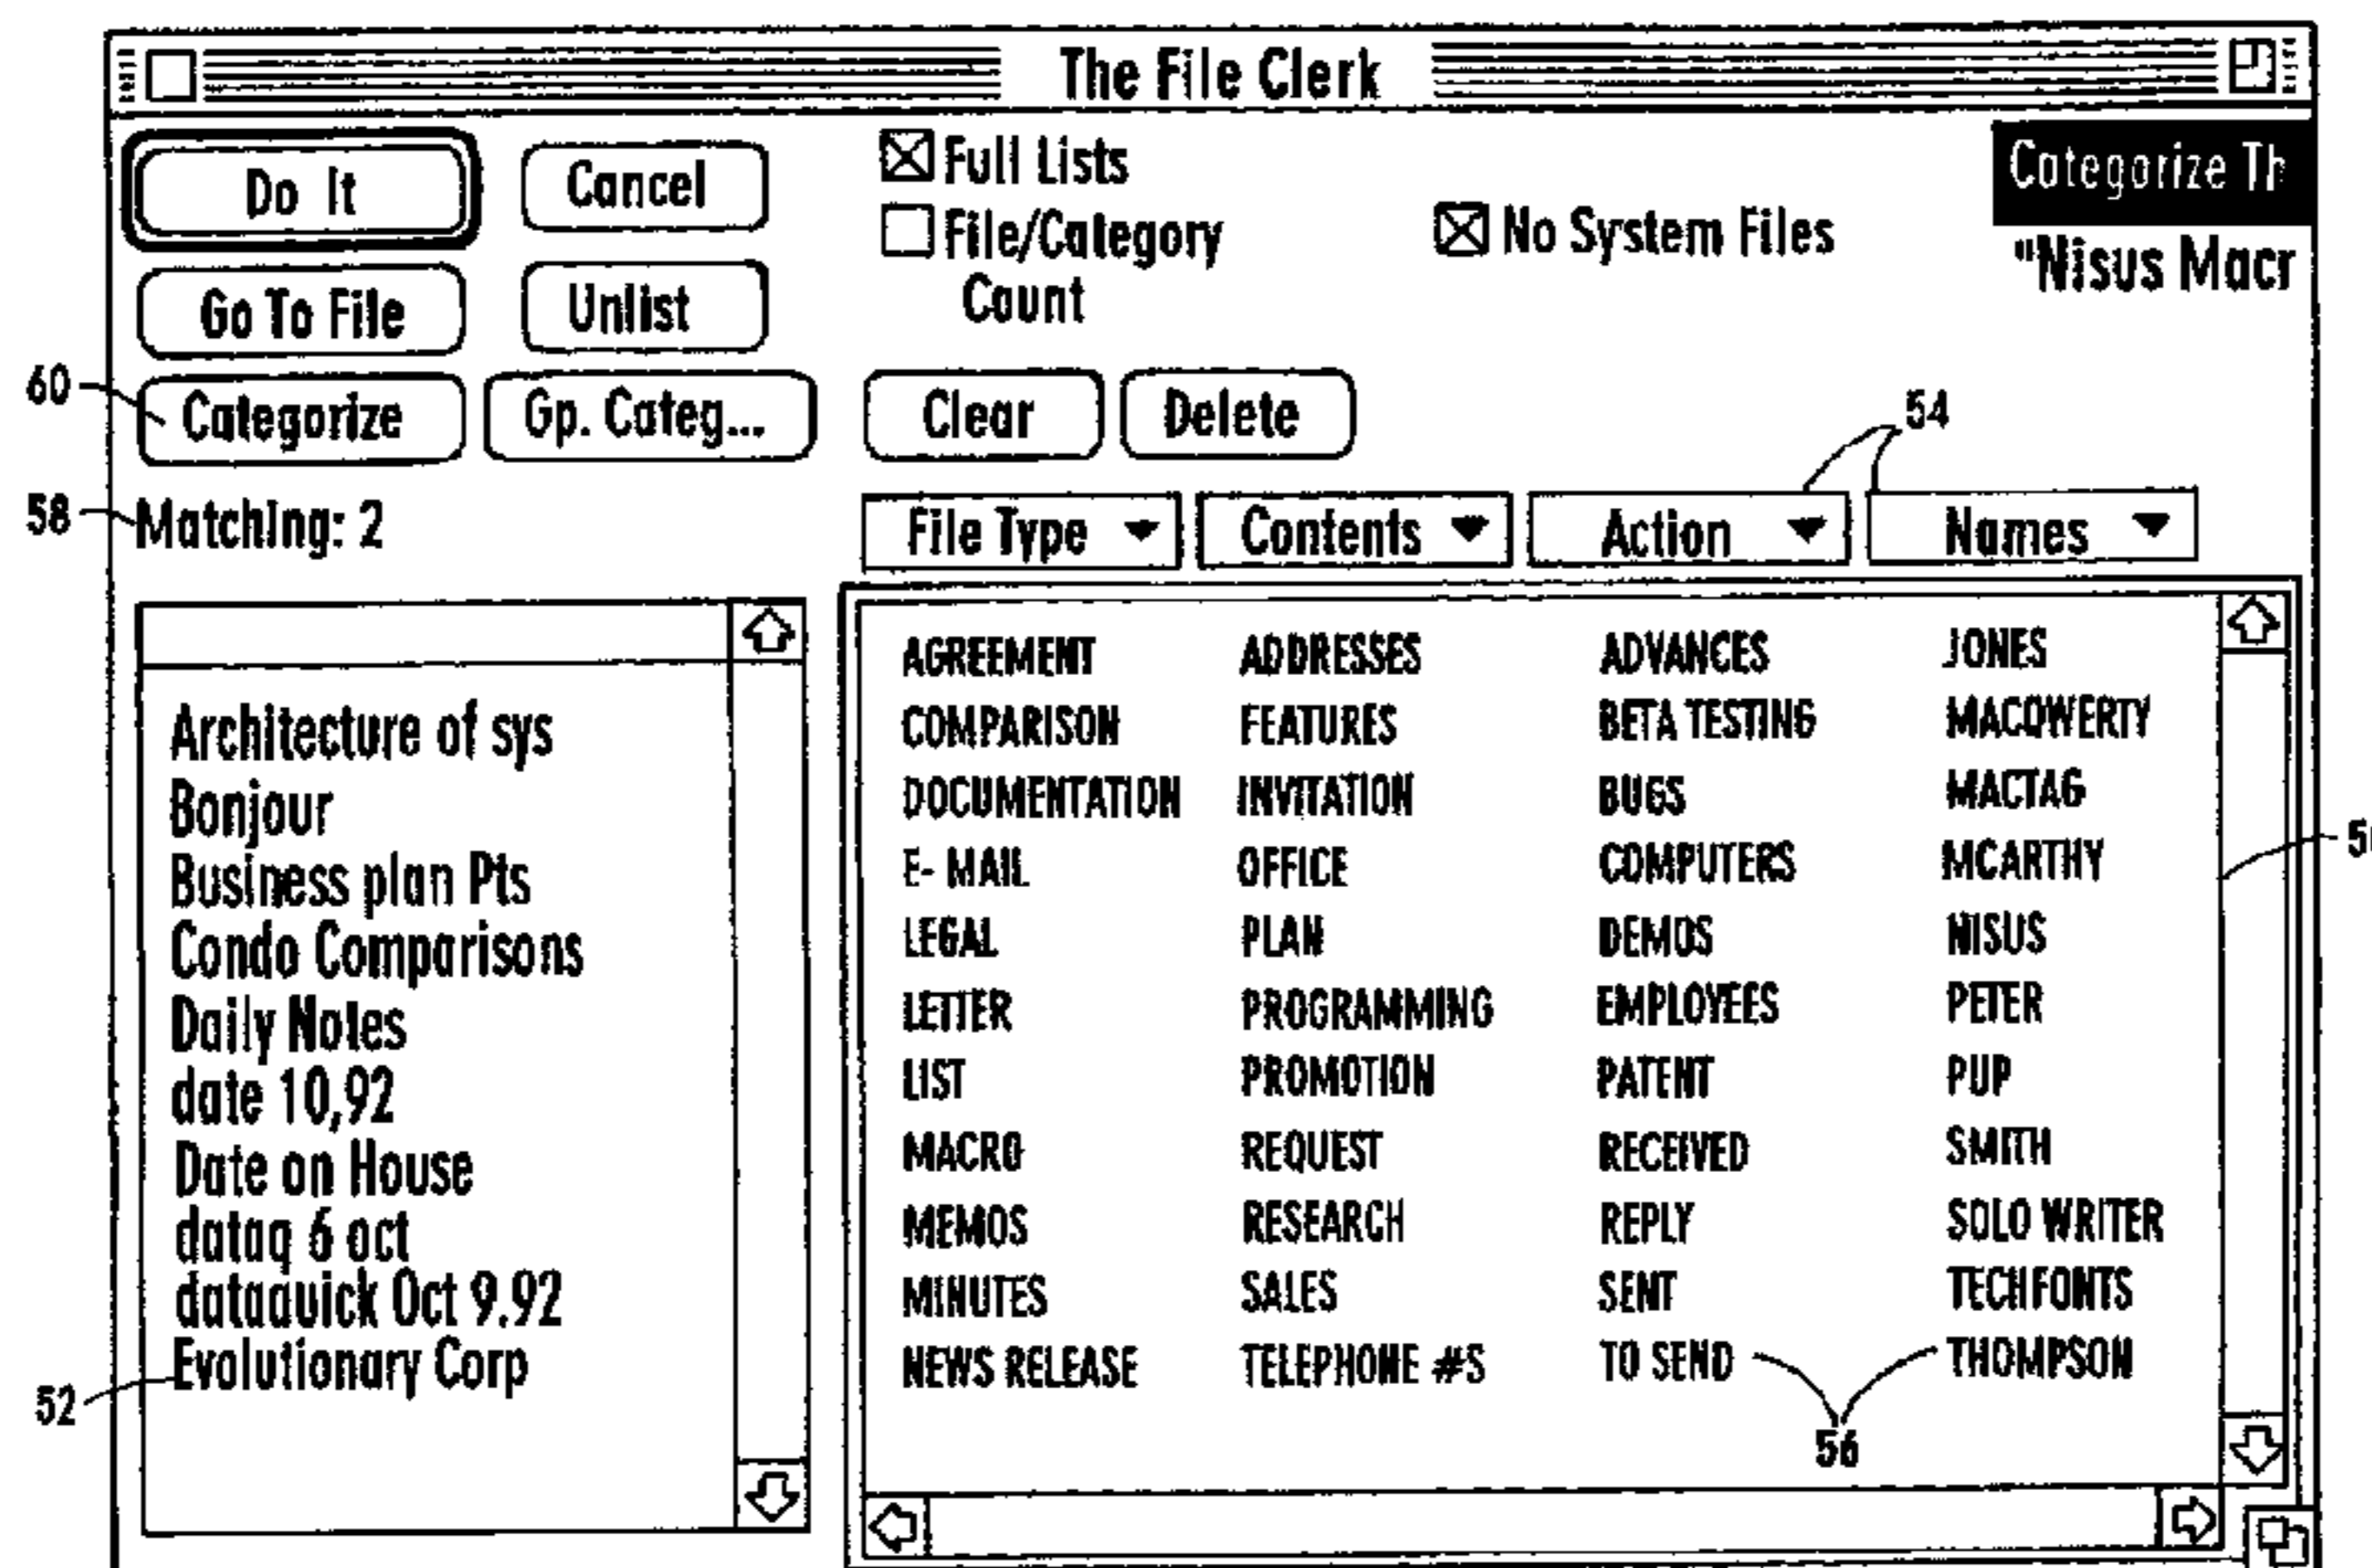 The File Clerk
Do It
Cancel
Full Lists
Categorize Th
File/Category
Count
No System Files
"Nisus Macr
Go To File
Unlist
60
Categorize
Gp. Categ...
Clear
Delete
54
58
Matching: 2
File Type
Contents
Action
Names
Architecture of sys
Bonjour
Business plan Pts
Condo Comparisons
Daily Notes
date 10,92
Date on House
dataq 6 oct
dataquick Oct 9.92
Evolutionary Corp
52
AGREEMENT ADDRESSES ADVANCES JONES
COMPARISON FEATURES BETA TESTING MACQWERTY
DOCUMENTATION INVITATION BUGS MACTAG
E- MAIL OFFICE COMPUTERS MCARTHY
LEGAL PLAN DEMOS NISUS
LETTER PROGRAMMING EMPLOYEES PETER
LIST PROMOTION PATENT PUP
MACRO REQUEST RECEIVED SMITH
MEMOS RESEARCH REPLY SOLO WRITER
MINUTES SALES SENT TECHFONTS
NEWS RELEASE TELEPHONE #S TO SEND THOMPSON
56